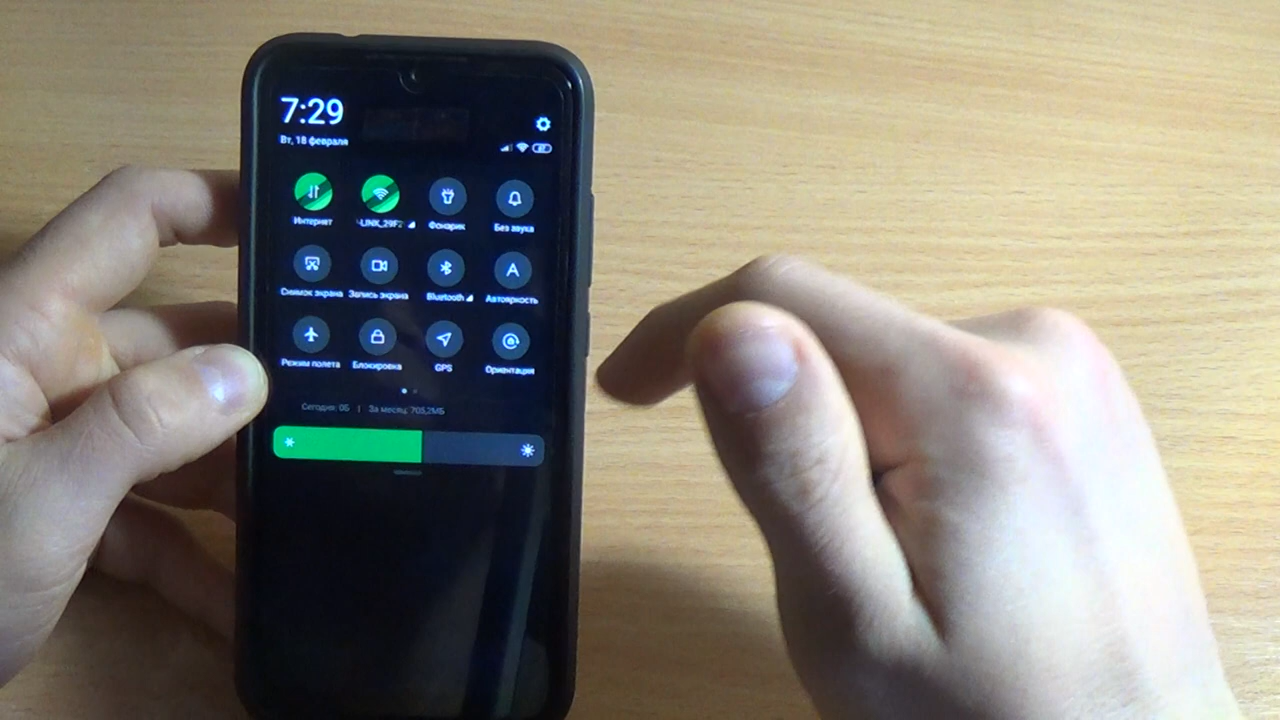 7:29
Вт, 18 февраля
Интернет
-LINK_29F2
Фонарик
Без звука
Снимок экрана
Запись экрана
Bluetooth
Автояркость
Режим полета
Блокировка
GPS
Ориентация
Сегодня: 0Б | За месяц: 705,2МБ